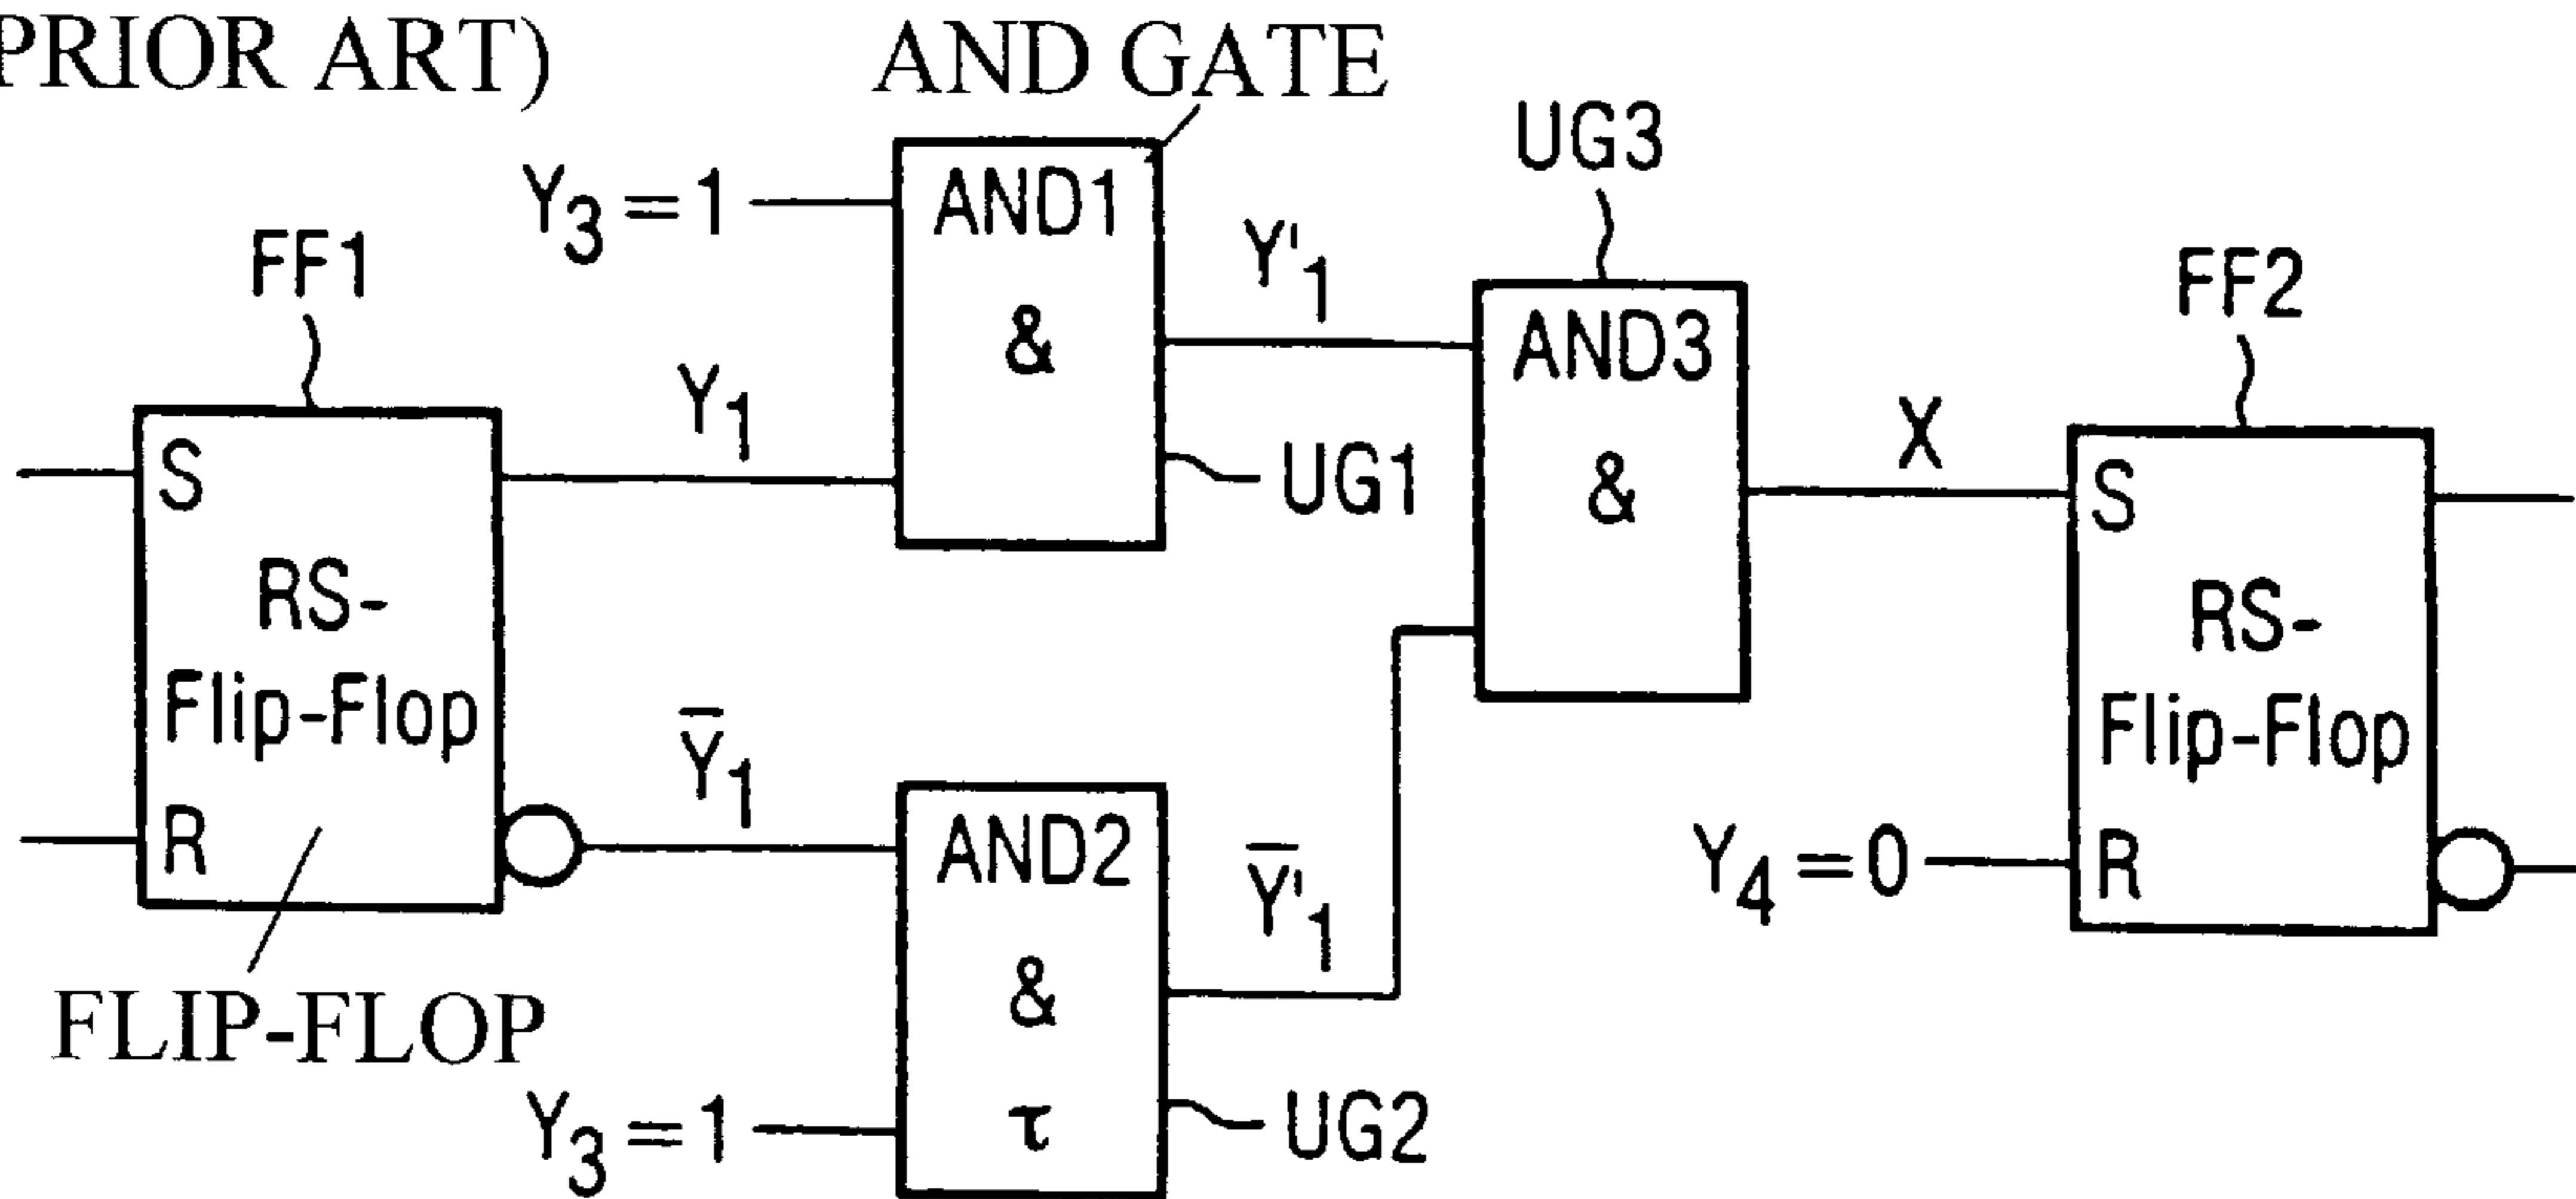 PRIOR ART)
AND GATE
UG3
Y3 = 1
AND1
&
Y'1
FF1
AND3
&
FF2
Y1
UG1
X
S
RS-
Flip-Flop
R
S
RS-
Flip-Flop
R
Y̅1
AND2
&
τ
Y̅'1
Y4 = 0
FLIP-FLOP
Y3 = 1
UG2